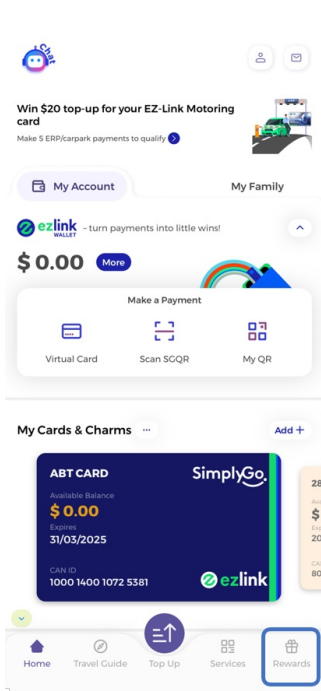 Chat
Win $20 top-up for your EZ-Link Motoring
card
Make 5 ERP/carpark payments to qualify
My Account
My Family
ezlink
WALLET
- turn payments into little wins!
$ 0.00
More
Make a Payment
Virtual Card
Scan SGQR
My QR
My Cards & Charms
Add +
ABT CARD
SimplyGo.
Available Balance
$ 0.00
Expires
31/03/2025
CAN ID
1000 1400 1072 5381
ezlink
28
$
20
80
Home
Travel Guide
Top Up
Services
Rewards